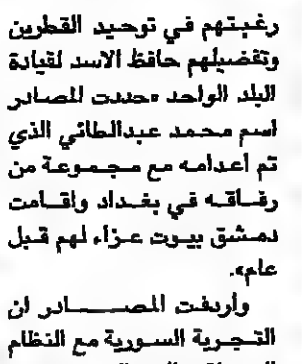 رغبتهم في توحيد القطرين
وتفضيلهم حافظ الاسد لقيادة
البلد الواحد «حددت المصادر
اسم محمد عبدالطائي الذي
تم اعدامه مع مجموعة من
رفاقه في بغداد واقامت
دمشق بيوت عزاء لهم قبل
عام».
وأردفت المصادر ان
التجربة السورية مع النظام